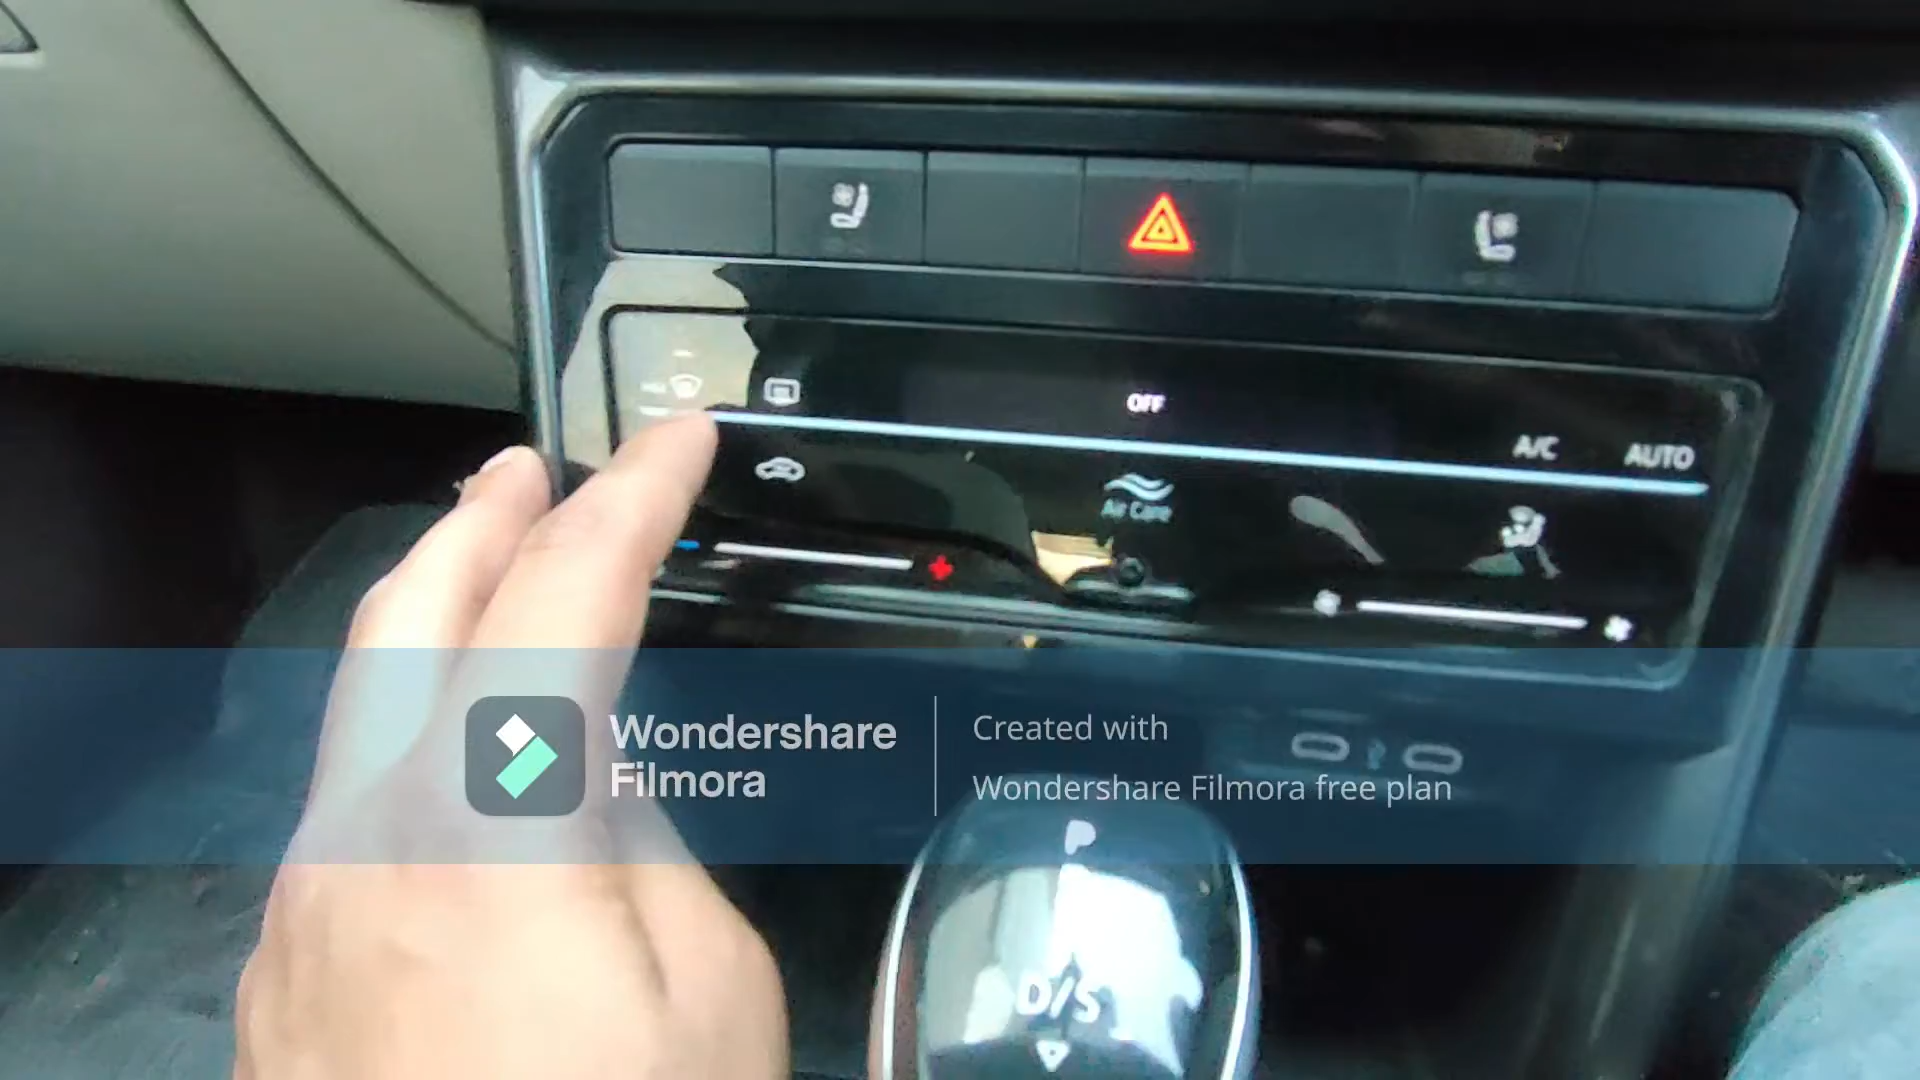 OFF
A/C AUTO
Air Care
Wondershare
Filmora
Created with
Wondershare Filmora free plan
P
D/S